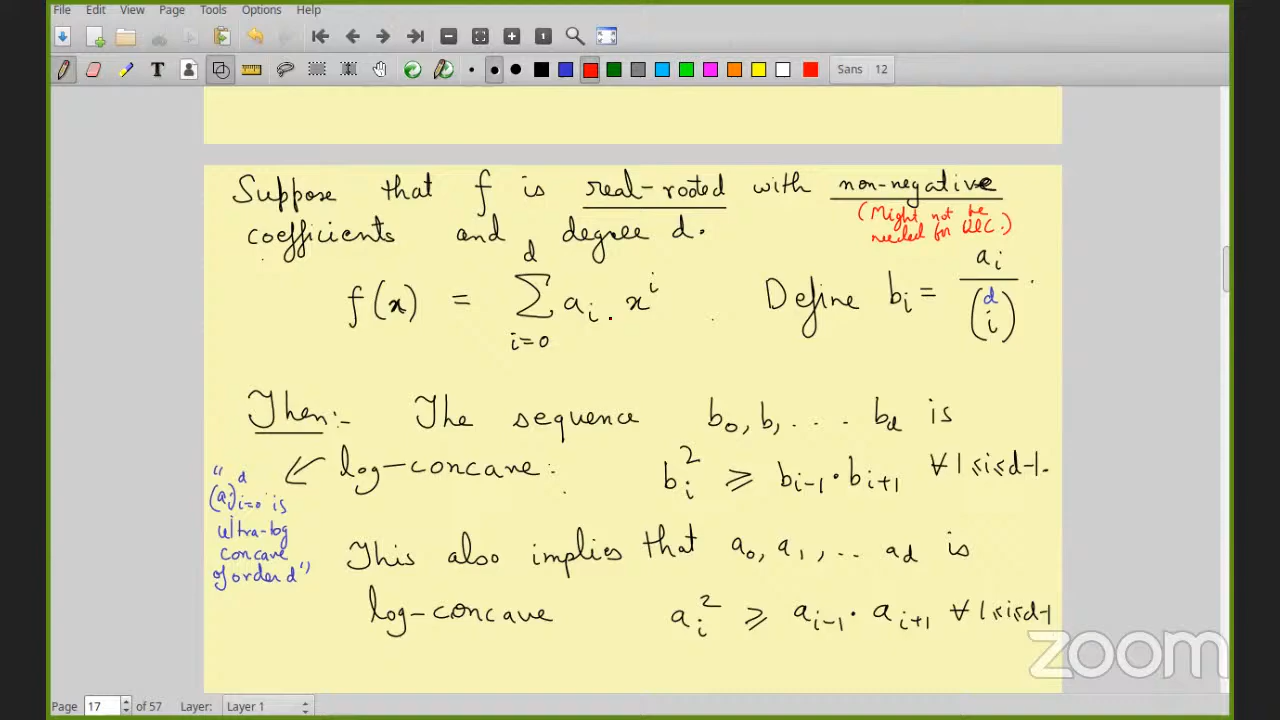 File Edit View Page Tools Options Help
Sans 12
Suppose that f is real-rooted with non-negative
(Might not be
needed for ULC.)
coefficients and degree d.
f(x) = \sum_{i=0}^{d} a_i . x^i Define b_i = \frac{a_i}{\binom{d}{i}} .
Then:- The sequence b_0, b_1 ... b_d is
log-concave: b_i^2 ⩾ b_{i-1} · b_{i+1} ∀ 1⩽i⩽d-1.
"(a_i)_{i=0}^d is
ultra-log
concave
of order d"
This also implies that a_0, a_1, .. a_d is
log-concave a_i^2 ⩾ a_{i-1} · a_{i+1} ∀ 1⩽i⩽d-1
zoom
Page 17 of 57 Layer: Layer 1